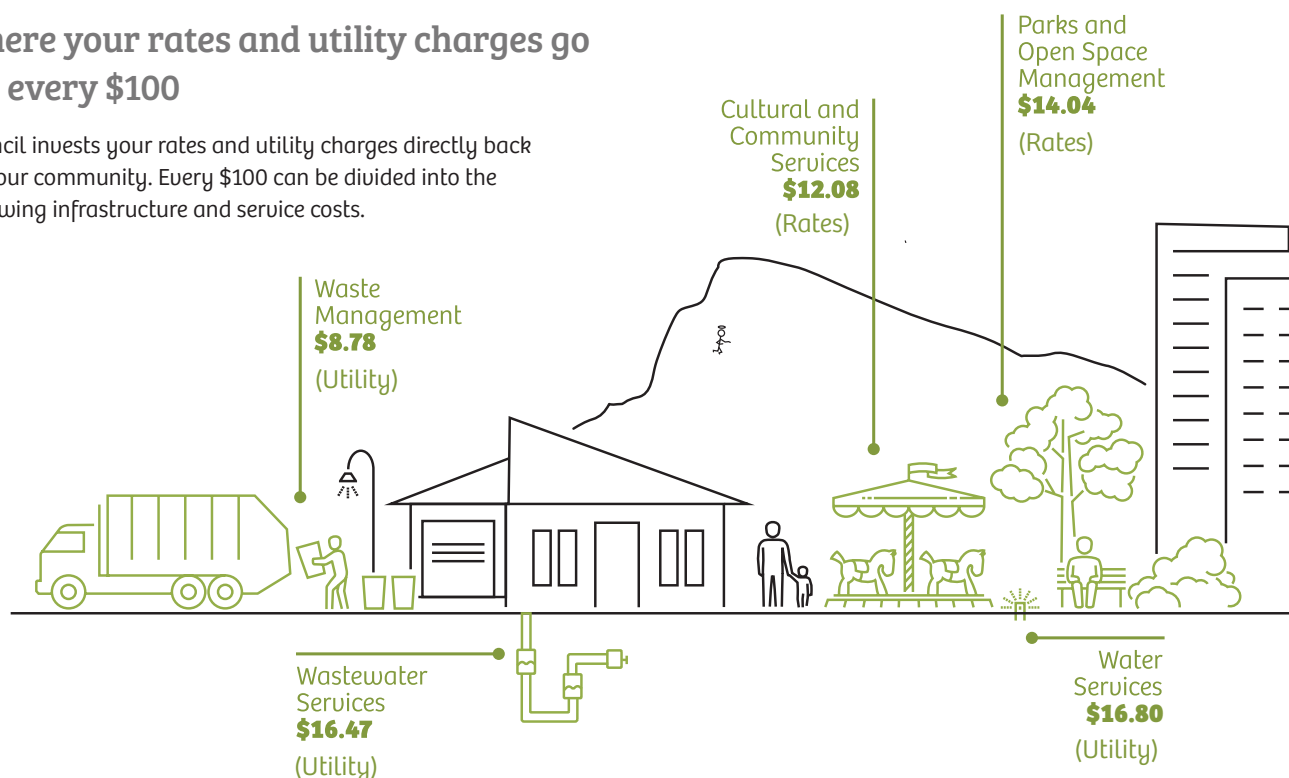 here your rates and utility charges go
every $100
ncil invests your rates and utility charges directly back
our community. Every $100 can be divided into the
wing infrastructure and service costs.
Parks and
Open Space
Management
$14.04
(Rates)
Cultural and
Community
Services
$12.08
(Rates)
Waste
Management
$8.78
(Utility)
Wastewater
Services
$16.47
(Utility)
Water
Services
$16.80
(Utility)